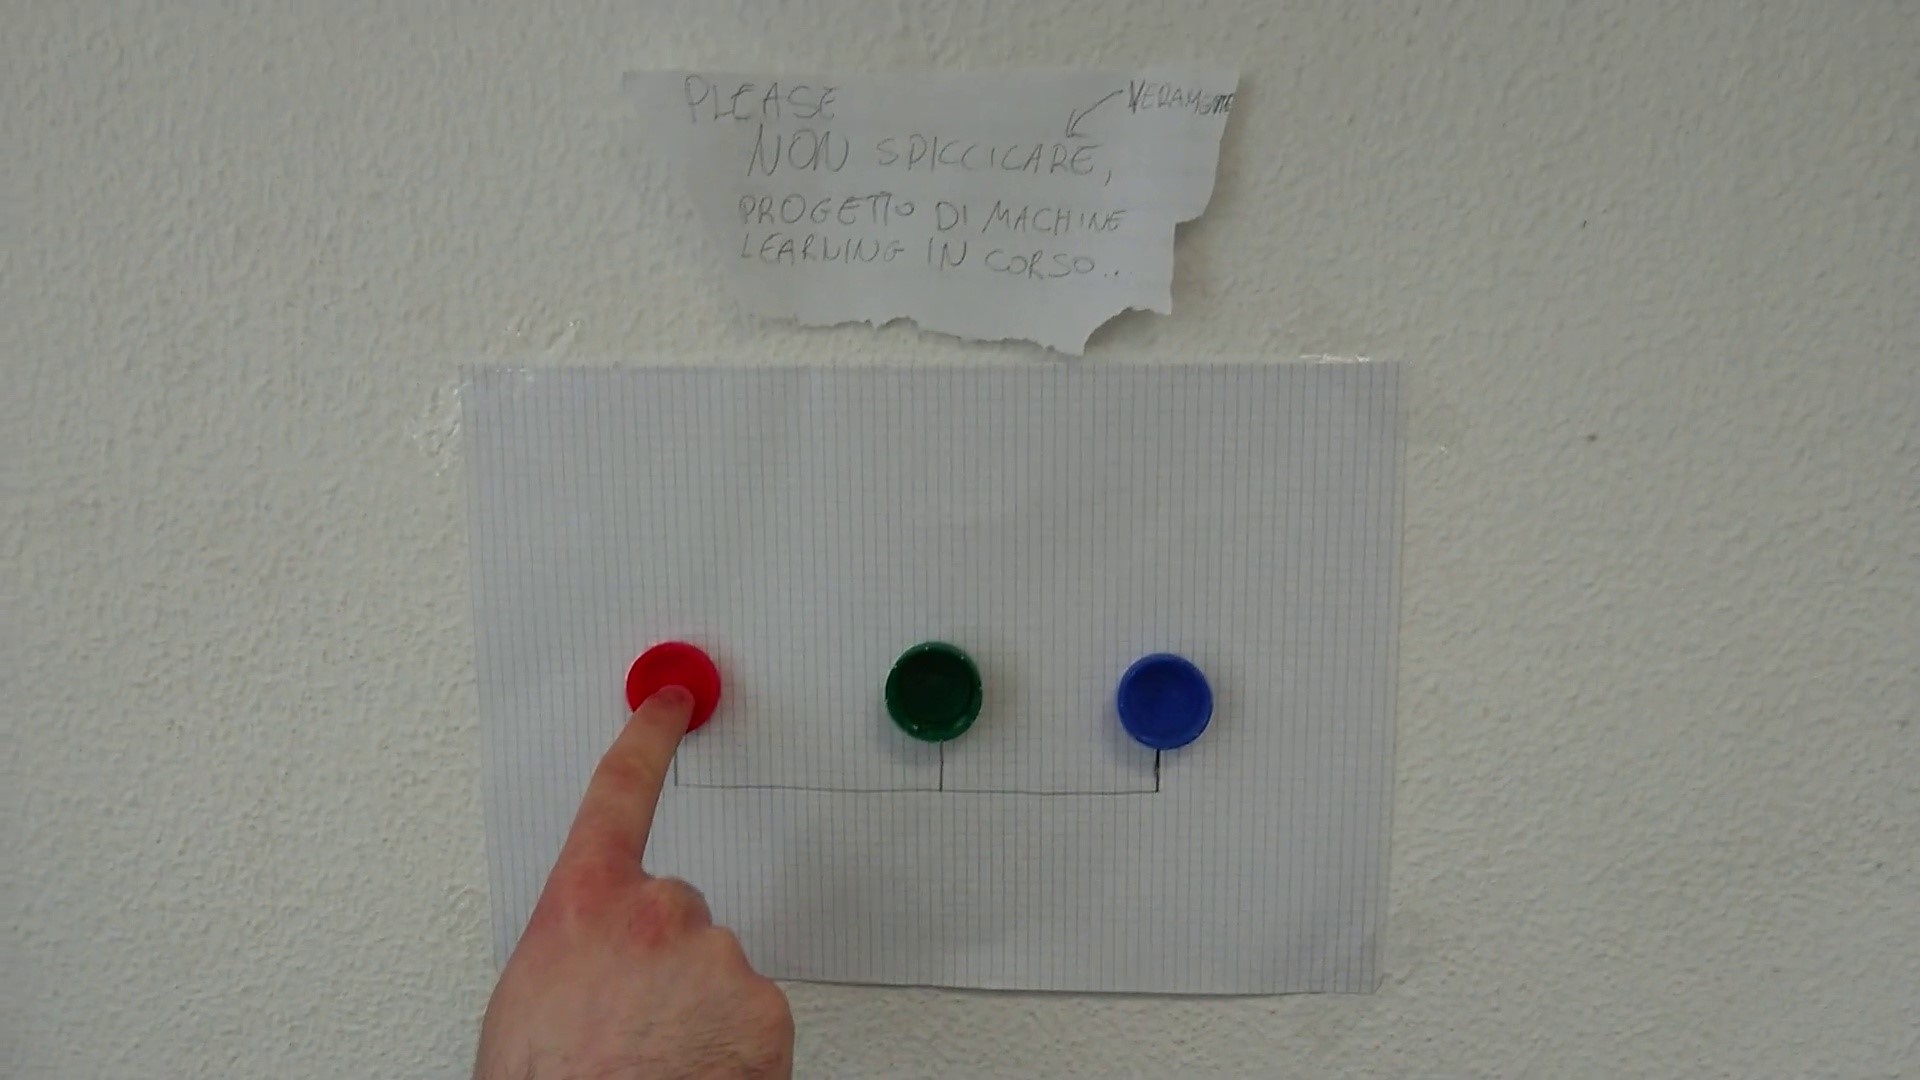 PLEASE
VERAMENTE
NON SPICCICARE,
PROGETTO DI MACHINE
LEARNING IN CORSO...